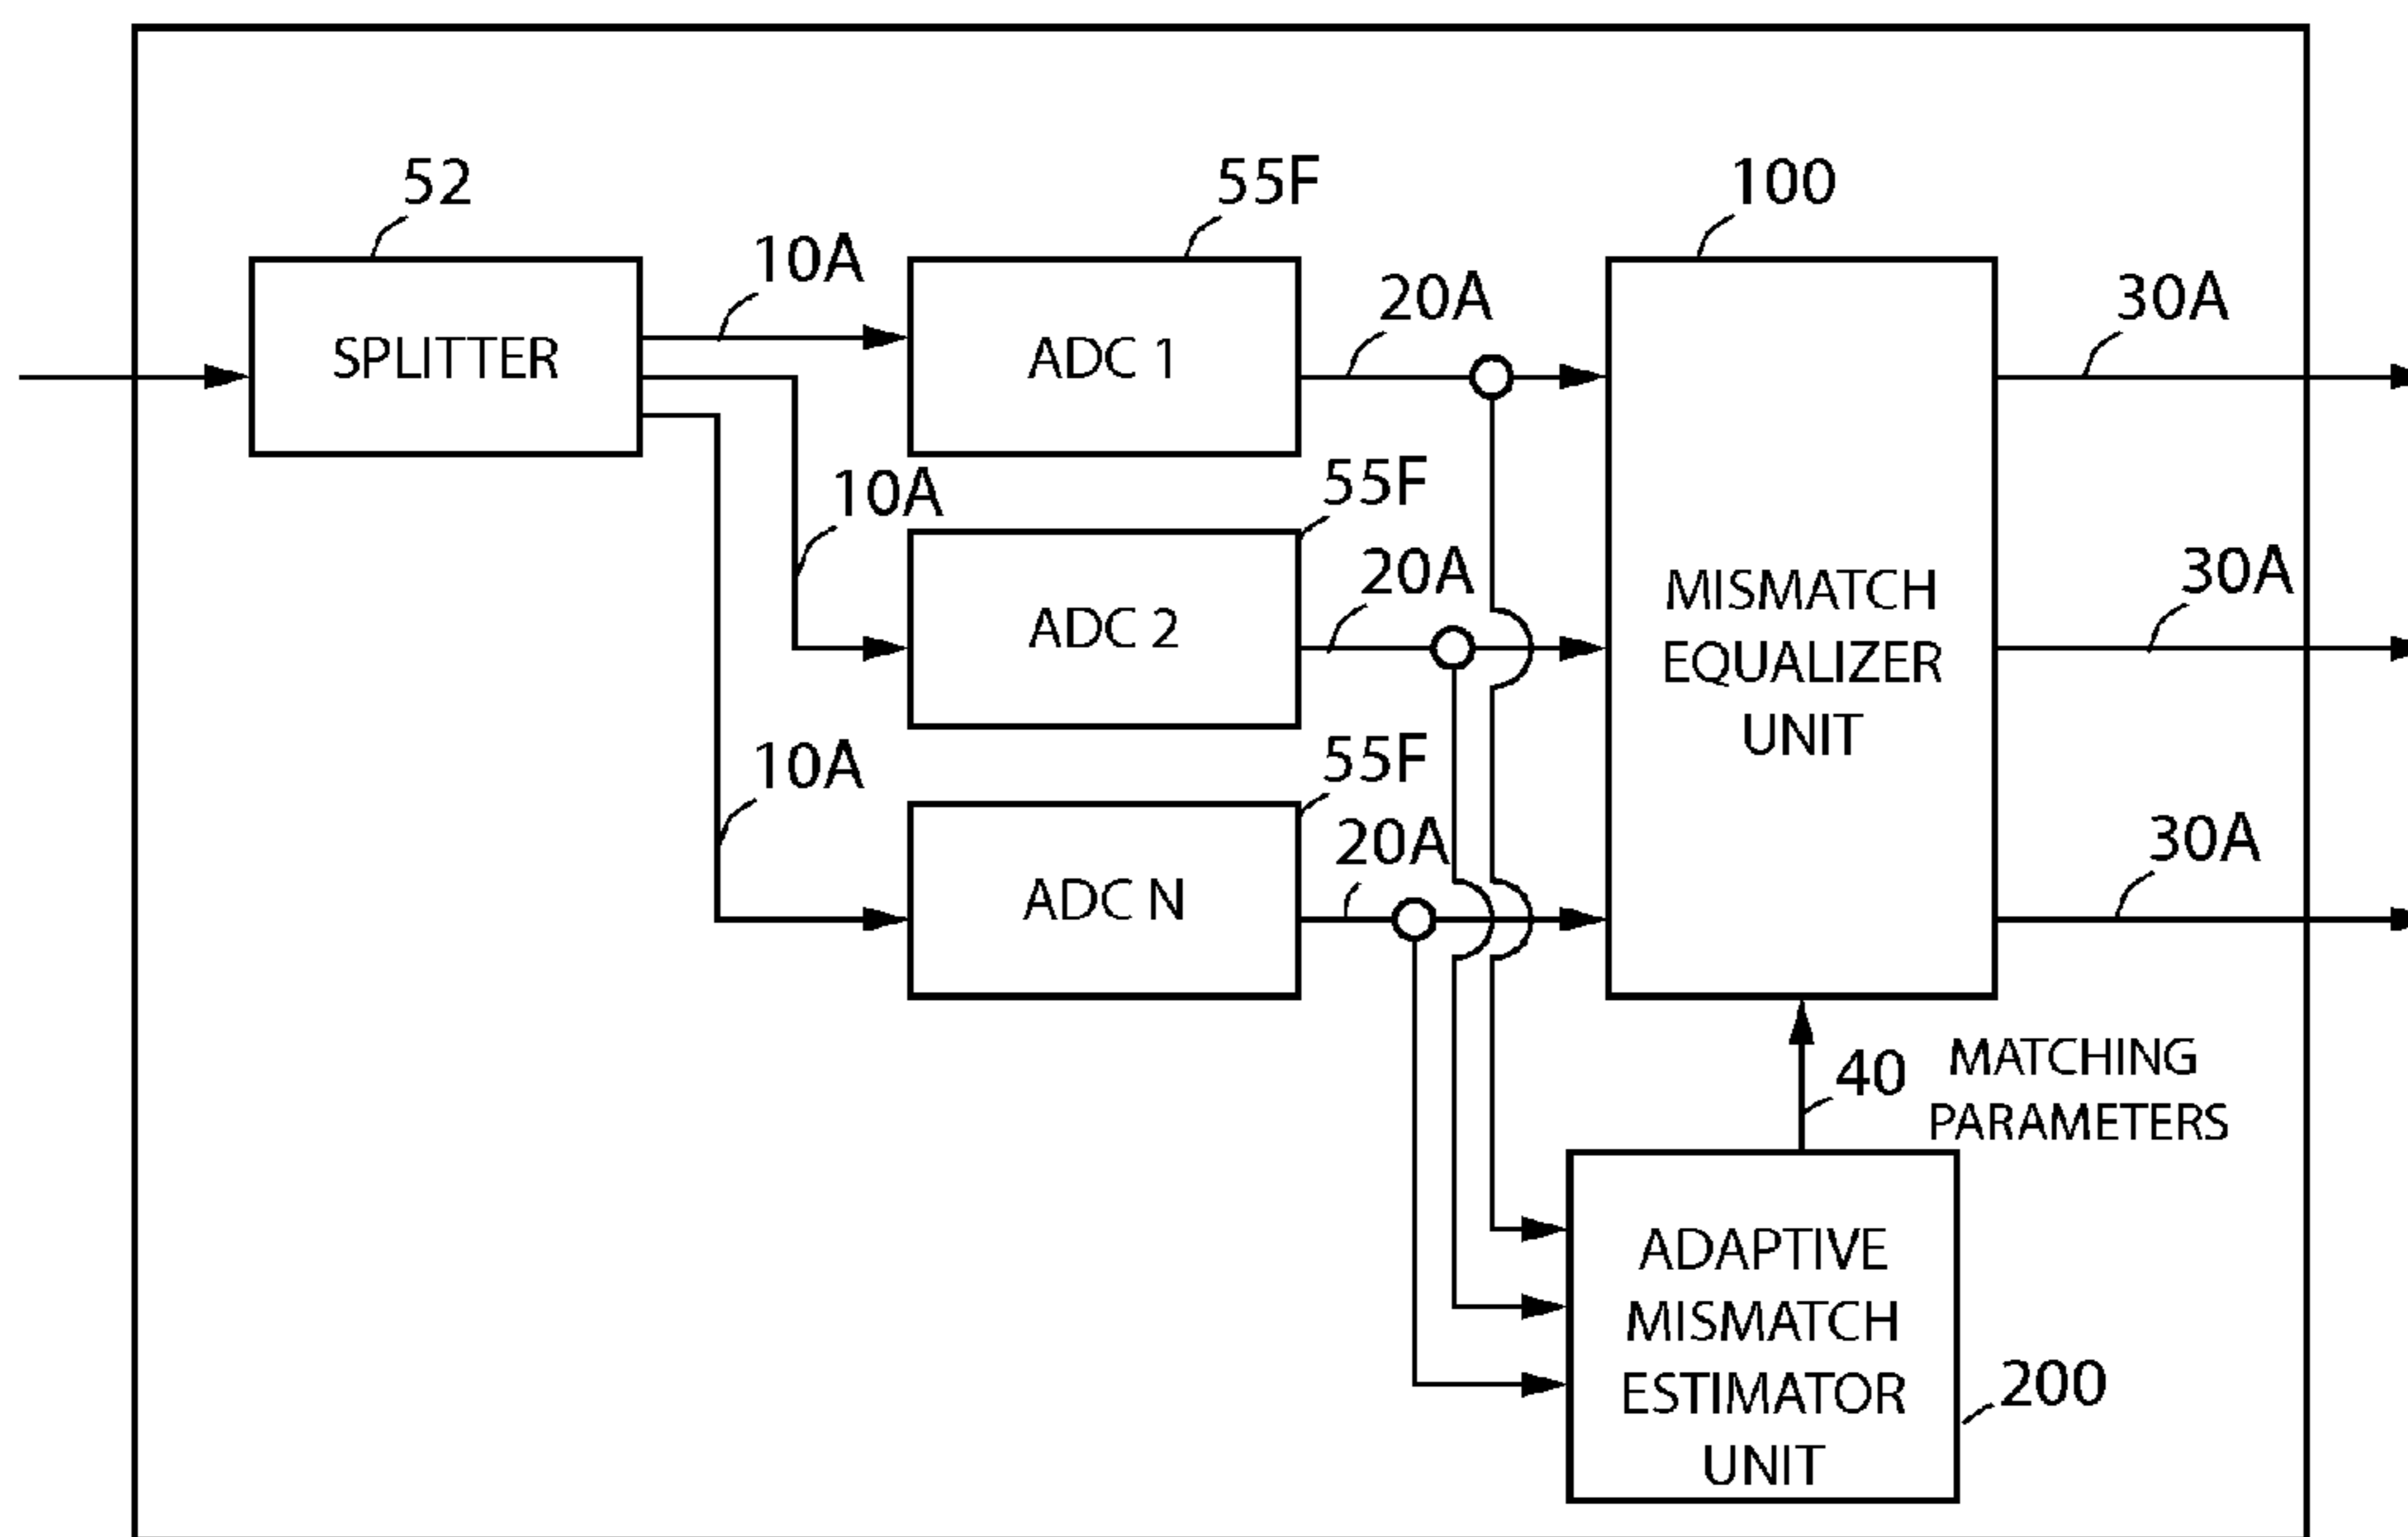 52
55F
100
10A
20A
30A
SPLITTER
ADC 1
10A
55F
20A
30A
ADC 2
MISMATCH
EQUALIZER
UNIT
10A
55F
20A
30A
ADC N
40
MATCHING
PARAMETERS
ADAPTIVE
MISMATCH
ESTIMATOR
UNIT
200